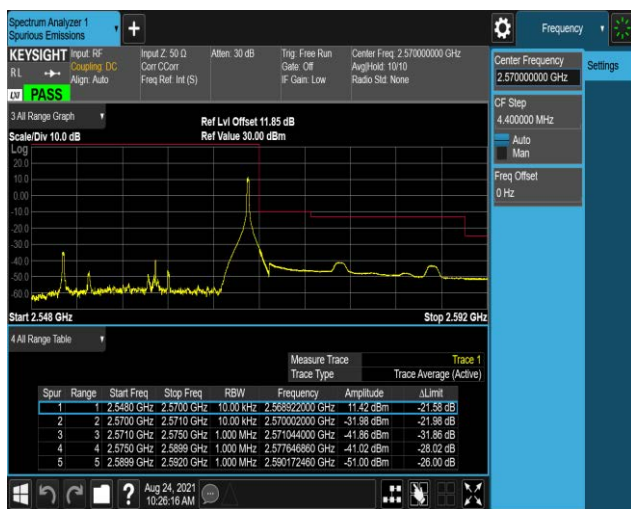 Spectrum Analyzer 1
Spurious Emissions
Frequency
KEYSIGHT
R L
LXI
PASS
Input: RF
Coupling: DC
Align: Auto
Input Z: 50 Ω
Corr CCorr
Freq Ref: Int (S)
Atten: 30 dB
Trig: Free Run
Gate: Off
IF Gain: Low
Center Freq: 2.570000000 GHz
Avg|Hold: 10/10
Radio Std: None
Center Frequency
2.570000000 GHz
Settings
CF Step
4.400000 MHz
Auto
Man
Freq Offset
0 Hz
3 All Range Graph
Scale/Div 10.0 dB
Ref Lvl Offset 11.85 dB
Ref Value 30.00 dBm
Log
20.0
10.0
0.00
-10.0
-20.0
-30.0
-40.0
-50.0
-60.0
Start 2.548 GHz
Stop 2.592 GHz
4 All Range Table
Measure Trace Trace 1
Trace Type Trace Average (Active)
Spur Range Start Freq Stop Freq RBW Frequency Amplitude ΔLimit
1 1 2.5480 GHz 2.5700 GHz 10.00 kHz 2.568922000 GHz 11.42 dBm -21.58 dB
2 2 2.5700 GHz 2.5710 GHz 10.00 kHz 2.570002000 GHz -31.98 dBm -21.98 dB
3 3 2.5710 GHz 2.5750 GHz 1.000 MHz 2.571044000 GHz -41.86 dBm -31.86 dB
4 4 2.5750 GHz 2.5899 GHz 1.000 MHz 2.577646860 GHz -41.02 dBm -28.02 dB
5 5 2.5899 GHz 2.5920 GHz 1.000 MHz 2.590172460 GHz -51.00 dBm -26.00 dB
?
Aug 24, 2021
10:26:16 AM